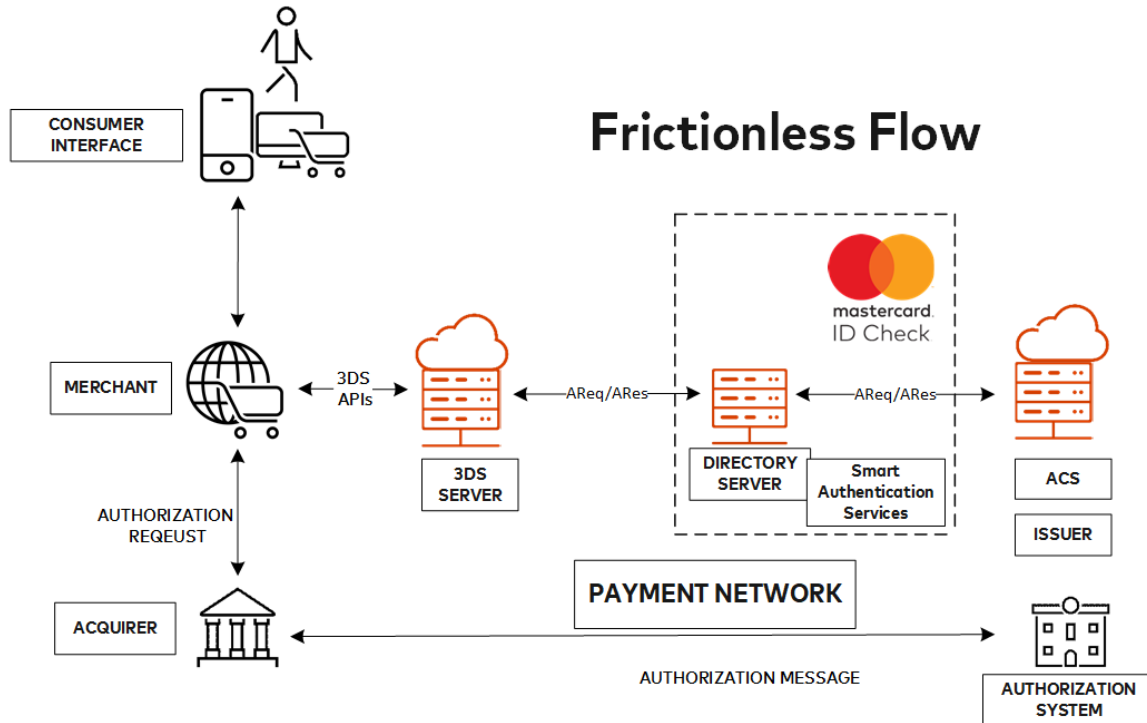 CONSUMER
INTERFACE
Frictionless Flow
mastercard.
ID Check
MERCHANT
3DS
APIs
AReq/ARes
AReq/ARes
3DS
SERVER
DIRECTORY
SERVER
Smart
Authentication
Services
ACS
ISSUER
AUTHORIZATION
REQEUST
PAYMENT NETWORK
ACQUIRER
AUTHORIZATION MESSAGE
AUTHORIZATION
SYSTEM